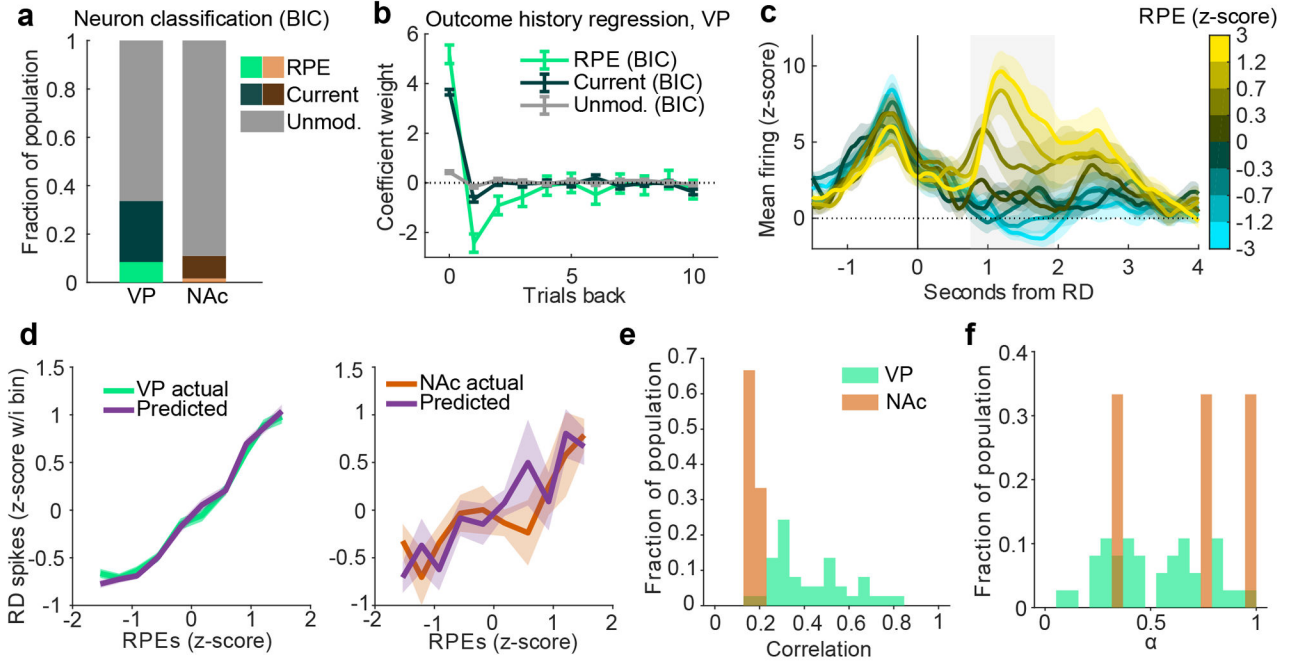 a
Neuron classification (BIC)
Fraction of population
1
0.8
0.6
0.4
0.2
0
VP
NAc
RPE
Current
Unmod.
b
Outcome history regression, VP
Coefficient weight
6
4
2
0
-2
0
5
10
Trials back
RPE (BIC)
Current (BIC)
Unmod. (BIC)
c
RPE (z-score)
Mean firing (z-score)
10
5
0
-1
0
1
2
3
4
Seconds from RD
3
1.2
0.7
0.3
0
-0.3
-0.7
-1.2
-3
d
RD spikes (z-score w/i bin)
1.5
1
0.5
0
-0.5
-1
-2
-1
0
1
2
RPEs (z-score)
VP actual
Predicted
1.5
1
0.5
0
-0.5
-1
-2
-1
0
1
2
RPEs (z-score)
NAc actual
Predicted
e
Fraction of population
0.7
0.6
0.5
0.4
0.3
0.2
0.1
0
0.2
0.4
0.6
0.8
1
Correlation
VP
NAc
f
Fraction of population
0.4
0.3
0.2
0.1
0
0
0.5
1
α